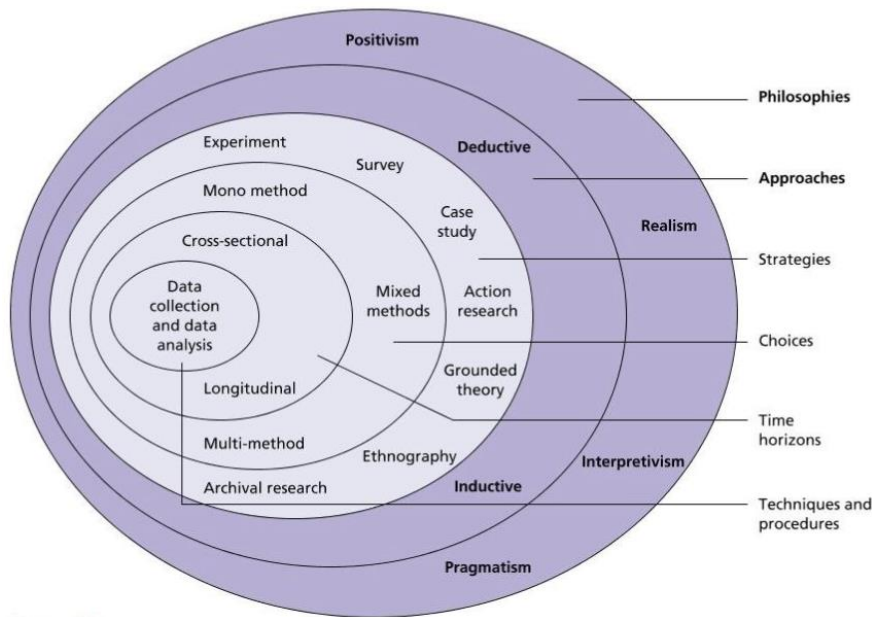 Positivism
Philosophies
Experiment
Deductive
Survey
Approaches
Mono method
Case
study
Realism
Cross-sectional
Strategies
Data
collection
and data
analysis
Mixed
methods
Action
research
Choices
Grounded
theory
Longitudinal
Time
horizons
Multi-method
Ethnography
Interpretivism
Archival research
Inductive
Techniques and
procedures
Pragmatism